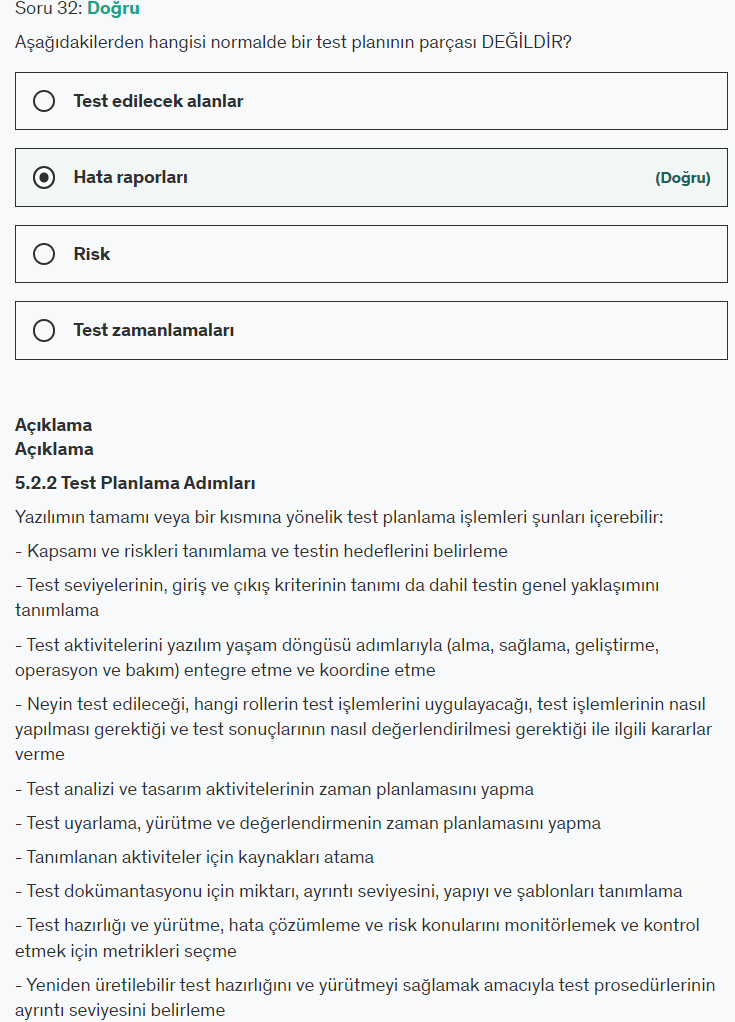 Soru 32: Doğru
Aşağıdakilerden hangisi normalde bir test planının parçası DEĞİLDİR?
Test edilecek alanlar
Hata raporları (Doğru)
Risk
Test zamanlamaları
Açıklama
Açıklama
5.2.2 Test Planlama Adımları
Yazılımın tamamı veya bir kısmına yönelik test planlama işlemleri şunları içerebilir:
- Kapsamı ve riskleri tanımlama ve testin hedeflerini belirleme
- Test seviyelerinin, giriş ve çıkış kriterinin tanımı da dahil testin genel yaklaşımını
tanımlama
- Test aktivitelerini yazılım yaşam döngüsü adımlarıyla (alma, sağlama, geliştirme,
operasyon ve bakım) entegre etme ve koordine etme
- Neyin test edileceği, hangi rollerin test işlemlerini uygulayacağı, test işlemlerinin nasıl
yapılması gerektiği ve test sonuçlarının nasıl değerlendirilmesi gerektiği ile ilgili kararlar
verme
- Test analizi ve tasarım aktivitelerinin zaman planlamasını yapma
- Test uyarlama, yürütme ve değerlendirmenin zaman planlamasını yapma
- Tanımlanan aktiviteler için kaynakları atama
- Test dokümantasyonu için miktarı, ayrıntı seviyesini, yapıyı ve şablonları tanımlama
- Test hazırlığı ve yürütme, hata çözümleme ve risk konularını monitörlemek ve kontrol
etmek için metrikleri seçme
- Yeniden üretilebilir test hazırlığını ve yürütmeyi sağlamak amacıyla test prosedürlerinin
ayrıntı seviyesini belirleme